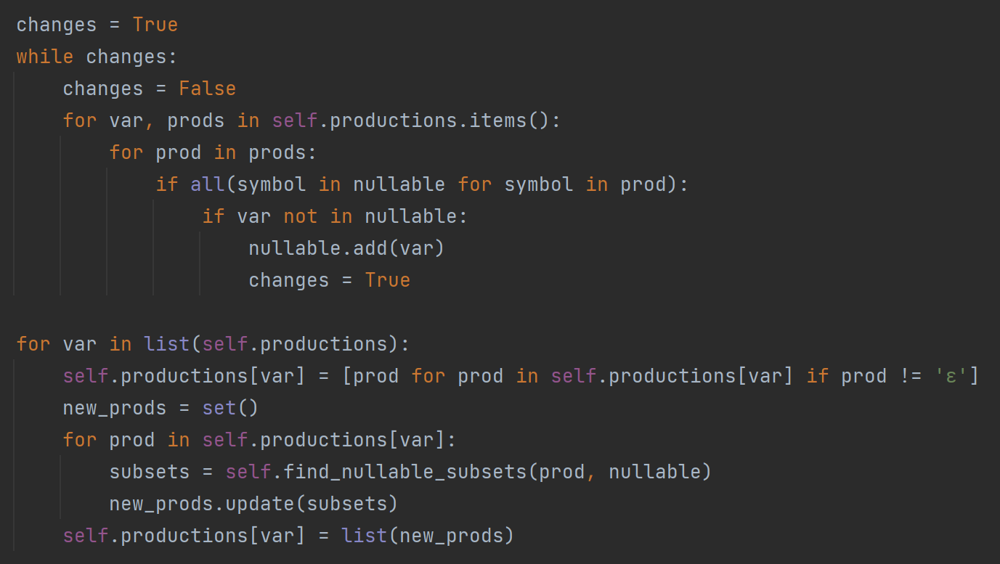 changes = True
while changes:
    changes = False
    for var, prods in self.productions.items():
        for prod in prods:
            if all(symbol in nullable for symbol in prod):
                if var not in nullable:
                    nullable.add(var)
                    changes = True

for var in list(self.productions):
    self.productions[var] = [prod for prod in self.productions[var] if prod != 'ε']
    new_prods = set()
    for prod in self.productions[var]:
        subsets = self.find_nullable_subsets(prod, nullable)
        new_prods.update(subsets)
    self.productions[var] = list(new_prods)